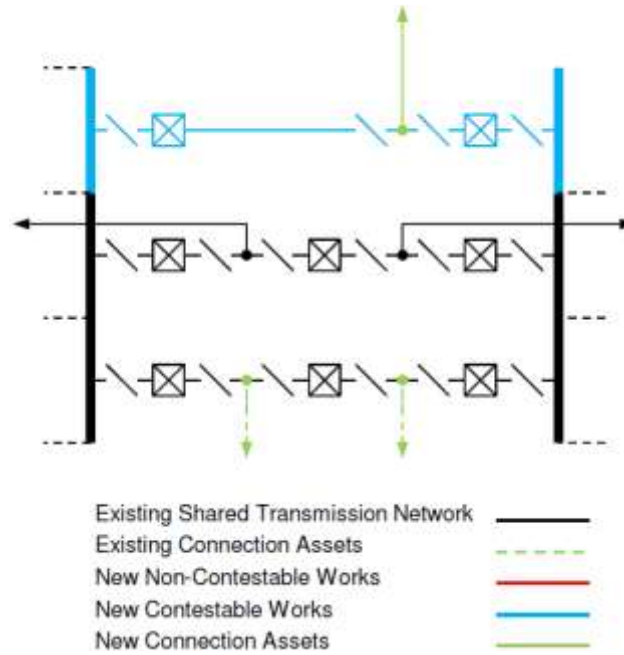 Existing Shared Transmission Network
Existing Connection Assets
New Non-Contestable Works
New Contestable Works
New Connection Assets